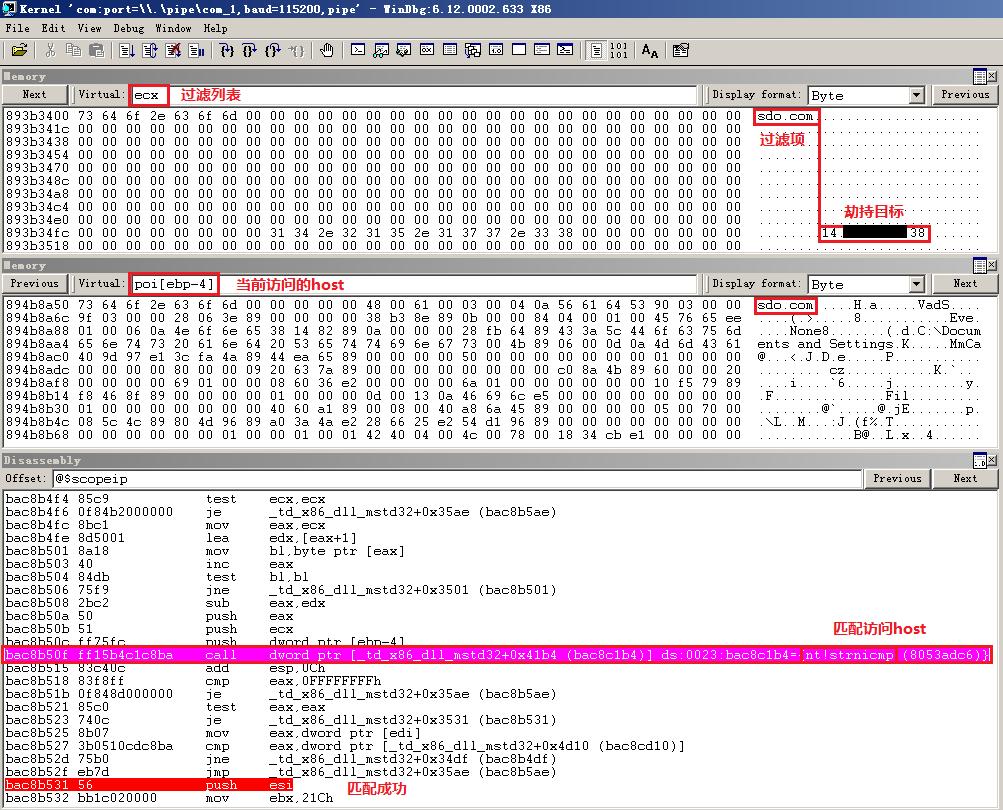 Kernel 'com:port=\\.\pipe\com_1,baud=115200,pipe' - WinDbg:6.12.0002.633 X86
File Edit View Debug Window Help
Memory
Next Virtual: ecx 过滤列表 Display format: Byte Previous
893b3400 73 64 6f 2e 63 6f 6d 00 00 00 00 00 00 00 00 00 00 00 00 00 00 00 00 00 00 00 00 00 sdo.com
893b341c 00 00 00 00 00 00 00 00 00 00 00 00 00 00 00 00 00 00 00 00 00 00 00 00 00 00 00 00
893b3438 00 00 00 00 00 00 00 00 00 00 00 00 00 00 00 00 00 00 00 00 00 00 00 00 00 00 00 00 过滤项
893b3454 00 00 00 00 00 00 00 00 00 00 00 00 00 00 00 00 00 00 00 00 00 00 00 00 00 00 00 00
893b3470 00 00 00 00 00 00 00 00 00 00 00 00 00 00 00 00 00 00 00 00 00 00 00 00 00 00 00 00
893b348c 00 00 00 00 00 00 00 00 00 00 00 00 00 00 00 00 00 00 00 00 00 00 00 00 00 00 00 00
893b34a8 00 00 00 00 00 00 00 00 00 00 00 00 00 00 00 00 00 00 00 00 00 00 00 00 00 00 00 00
893b34c4 00 00 00 00 00 00 00 00 00 00 00 00 00 00 00 00 00 00 00 00 00 00 00 00 00 00 00 00 劫持目标
893b34e0 00 00 00 00 00 00 00 00 00 00 00 00 00 00 00 00 00 00 00 00 00 00 00 00 00 00 00 00
893b34fc 00 00 00 00 00 00 00 00 31 34 2e 32 31 35 2e 31 37 37 2e 33 38 00 00 00 00 00 00 00 14. 38
893b3518 00 00 00 00 00 00 00 00 00 00 00 00 00 00 00 00 00 00 00 00 00 00 00 00 00 00 00 00
Memory
Previous Virtual: poi[ebp-4] 当前访问的host Display format: Byte Next
894b8a50 73 64 6f 2e 63 6f 6d 00 00 00 00 00 48 00 61 00 03 00 04 0a 56 61 64 53 90 03 00 00 sdo.com.....H.a.....VadS....
894b8a6c 9f 03 00 00 28 06 3e 89 00 00 00 00 38 b3 8e 89 0b 00 00 84 04 00 01 00 45 76 65 ee ....(.>.....8...........Eve.
894b8a88 01 00 06 0a 4e 6f 6e 65 38 14 82 89 0a 00 00 00 28 fb 64 89 43 3a 5c 44 6f 63 75 6d ....None8.......(.d.C:\Docum
894b8aa4 65 6e 74 73 20 61 6e 64 20 53 65 74 74 69 6e 67 73 00 4b 89 06 00 0d 0a 4d 6d 43 61 ents and Settings.K.....MmCa
894b8ac0 40 9d 97 e1 3c fa 4a 89 44 ea 65 89 00 00 00 00 50 00 00 00 00 00 00 00 01 00 00 00 @...<.J.D.e.....P...........
894b8adc 00 00 00 00 80 00 00 00 09 20 63 7a 89 00 00 00 00 00 00 00 c0 8a 4b 89 60 00 00 20
894b8af8 00 00 00 00 69 01 00 00 08 60 36 e2 00 00 00 00 6a 01 00 00 00 00 00 00 10 f5 79 89 ....i....`6.....j.........y.
894b8b14 f4 46 8f 89 00 00 00 00 01 00 00 00 0d 00 13 0a 46 69 6c e5 00 00 00 00 00 00 00 00 .F..............Fil.........
894b8b30 01 00 00 00 00 00 00 00 40 60 a1 89 00 08 00 40 a8 6a 45 89 00 00 00 00 05 00 70 00 ........@`.....@.jE.......p.
894b8b4c 08 5c 4c 89 80 4d 96 89 a0 03 4a e2 28 66 25 e2 54 d1 96 89 00 00 00 00 00 00 00 00 .\L..M....J.(f%.T...........
894b8b68 00 00 00 00 00 00 01 00 00 01 00 01 42 40 04 00 4c 00 78 00 18 34 cb e1 00 00 00 00 ............B@..L.x..4......
Disassembly
Offset: @$scopeip Previous Next
bac8b4f4 85c9 test ecx,ecx
bac8b4f6 0f84b2000000 je _td_x86_dll_mstd32+0x35ae (bac8b5ae)
bac8b4fc 8bc1 mov eax,ecx
bac8b4fe 8d5001 lea edx,[eax+1]
bac8b501 8a18 mov bl,byte ptr [eax]
bac8b503 40 inc eax
bac8b504 84db test bl,bl
bac8b506 75f9 jne _td_x86_dll_mstd32+0x3501 (bac8b501)
bac8b508 2bc2 sub eax,edx
bac8b50a 50 push eax
bac8b50b 51 push ecx
bac8b50c ff75fc push dword ptr [ebp-4] 匹配访问host
bac8b50f ff15b4c1c8ba call dword ptr [_td_x86_dll_mstd32+0x41b4 (bac8c1b4)] ds:0023:bac8c1b4={nt!strnicmp (8053adc6)}
bac8b515 83c40c add esp,0Ch
bac8b518 83f8ff cmp eax,0FFFFFFFFh
bac8b51b 0f848d000000 je _td_x86_dll_mstd32+0x35ae (bac8b5ae)
bac8b521 85c0 test eax,eax
bac8b523 740c je _td_x86_dll_mstd32+0x3531 (bac8b531)
bac8b525 8b07 mov eax,dword ptr [edi]
bac8b527 3b0510cdc8ba cmp eax,dword ptr [_td_x86_dll_mstd32+0x4d10 (bac8cd10)]
bac8b52d 75b0 jne _td_x86_dll_mstd32+0x34df (bac8b4df)
bac8b52f eb7d jmp _td_x86_dll_mstd32+0x35ae (bac8b5ae)
bac8b531 56 push esi 匹配成功
bac8b532 bb1c020000 mov ebx,21Ch